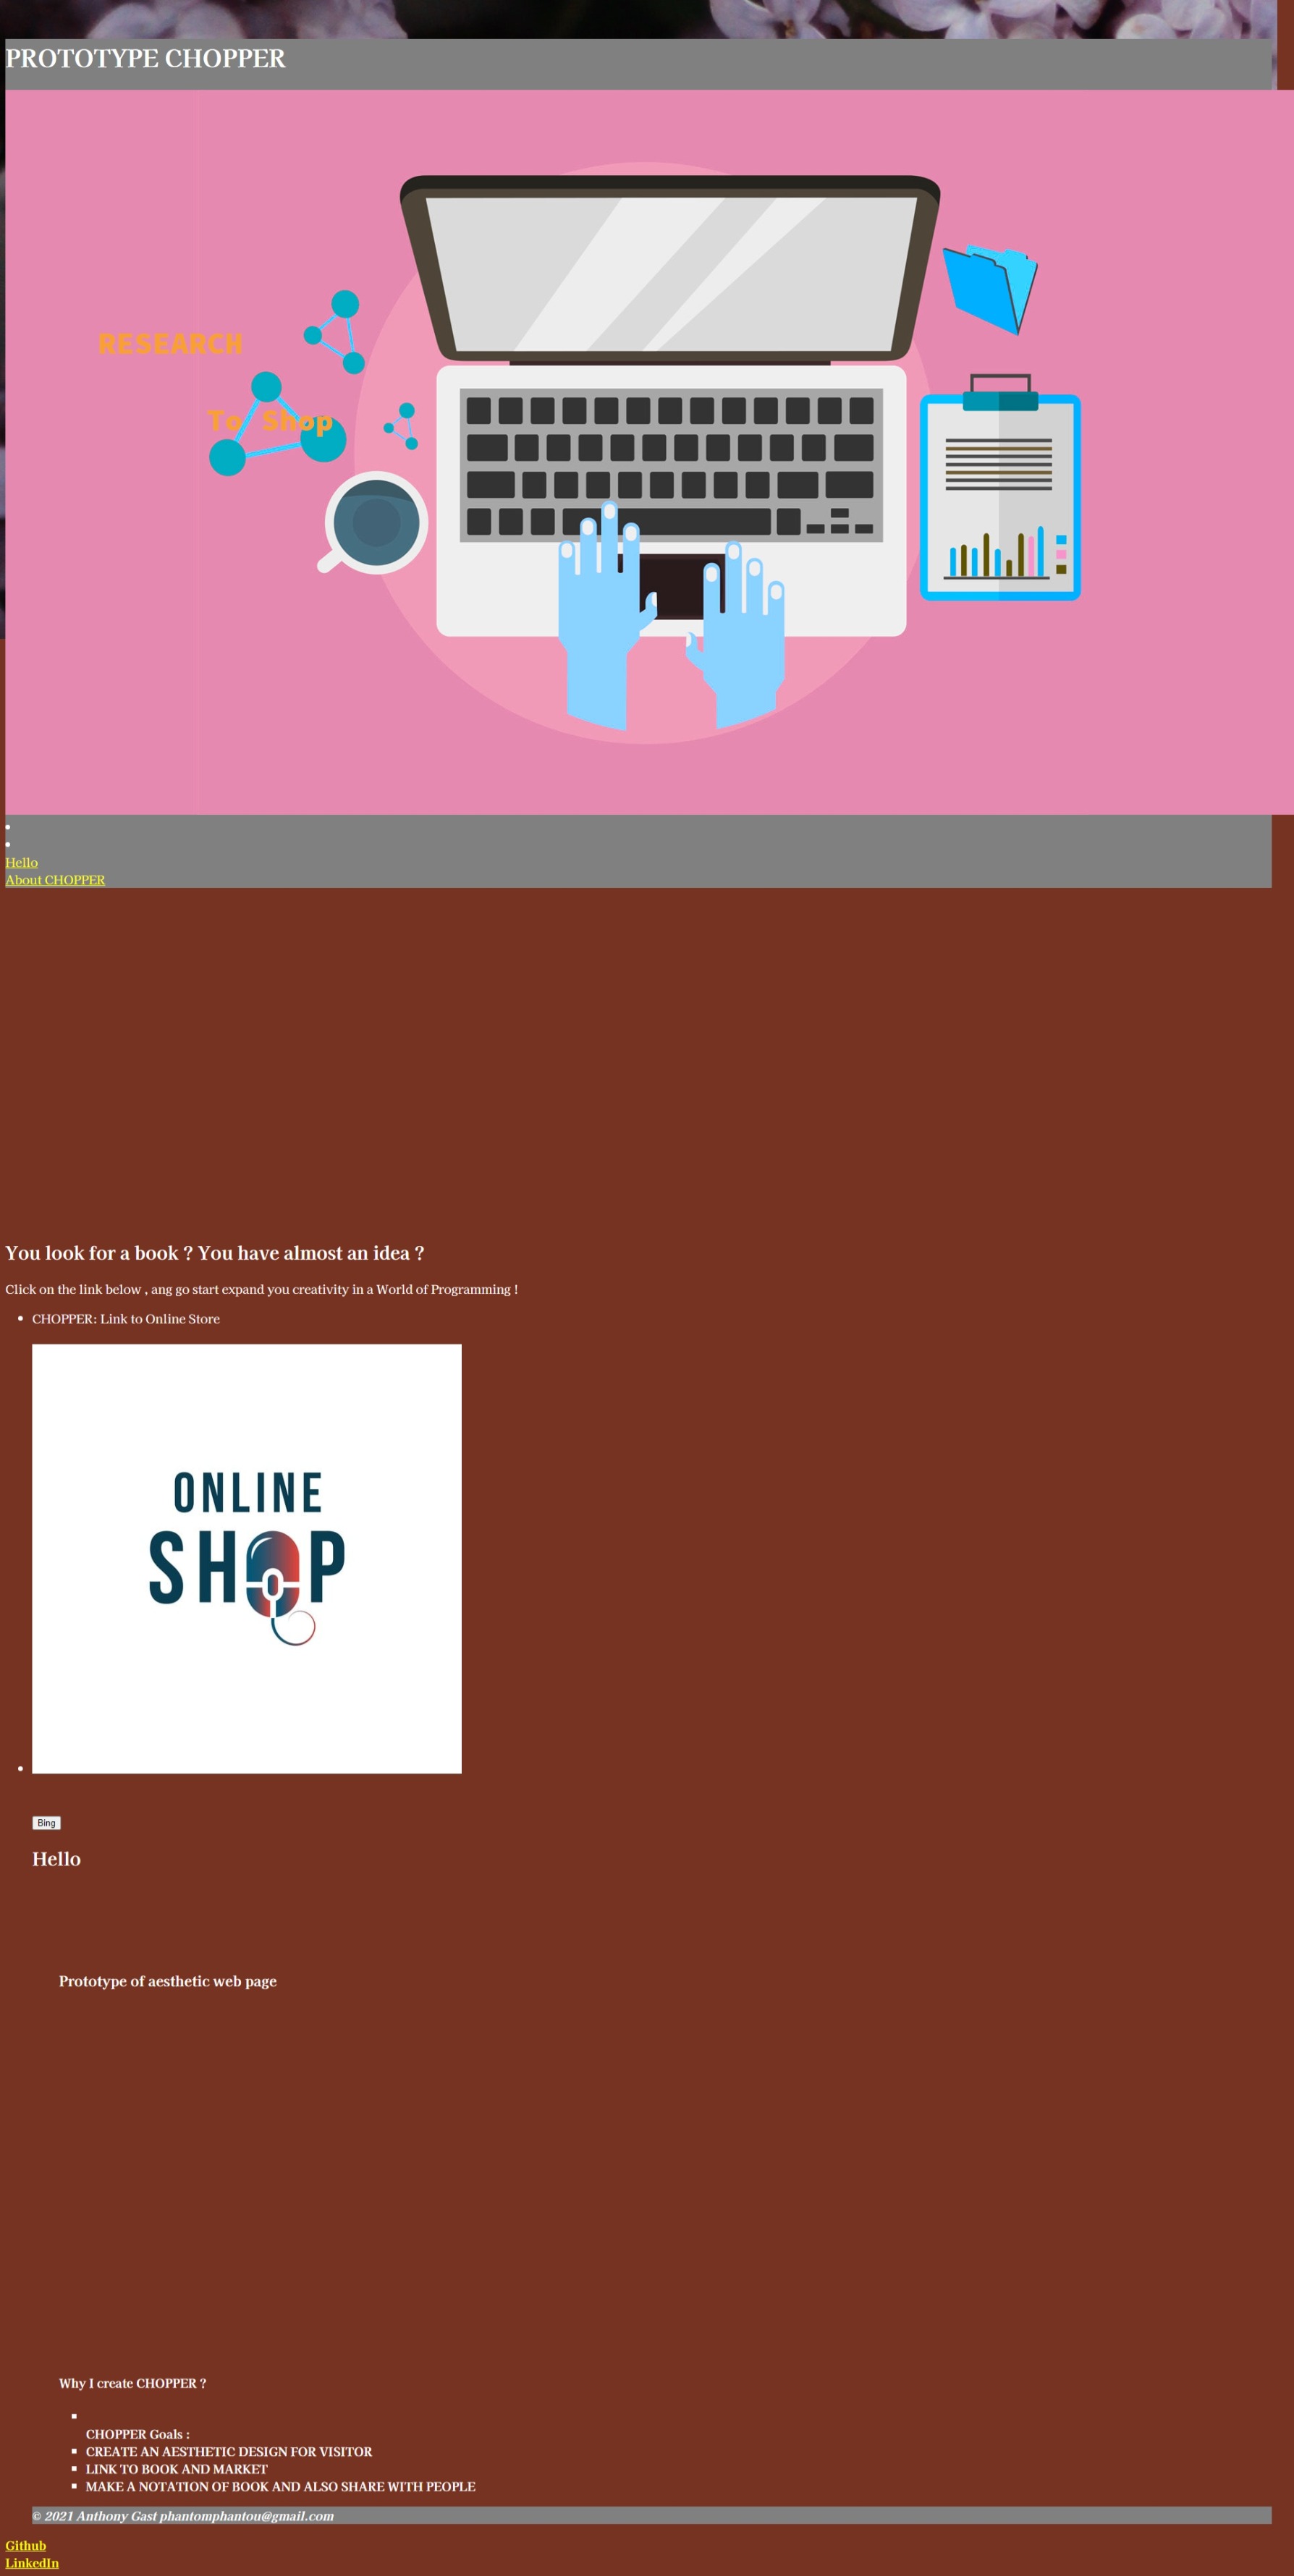 PROTOTYPE CHOPPER
RESEARCH
To Shop
Hello
About CHOPPER
You look for a book ? You have almost an idea ?
Click on the link below , ang go start expand you creativity in a World of Programming !
CHOPPER: Link to Online Store
ONLINE
SHOP
Bing
Hello
Prototype of aesthetic web page
Why I create CHOPPER ?
CHOPPER Goals :
CREATE AN AESTHETIC DESIGN FOR VISITOR
LINK TO BOOK AND MARKET
MAKE A NOTATION OF BOOK AND ALSO SHARE WITH PEOPLE
© 2021 Anthony Gast phantomphantou@gmail.com
Github
LinkedIn